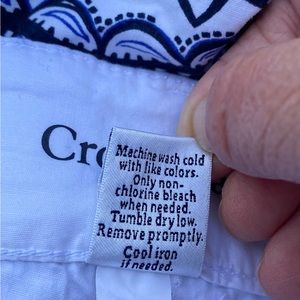 Cr
Machine wash cold
with like colors.
Only non-
chlorine bleach
when needed.
Tumble dry low.
Remove promptly.
Cool iron
if needed.